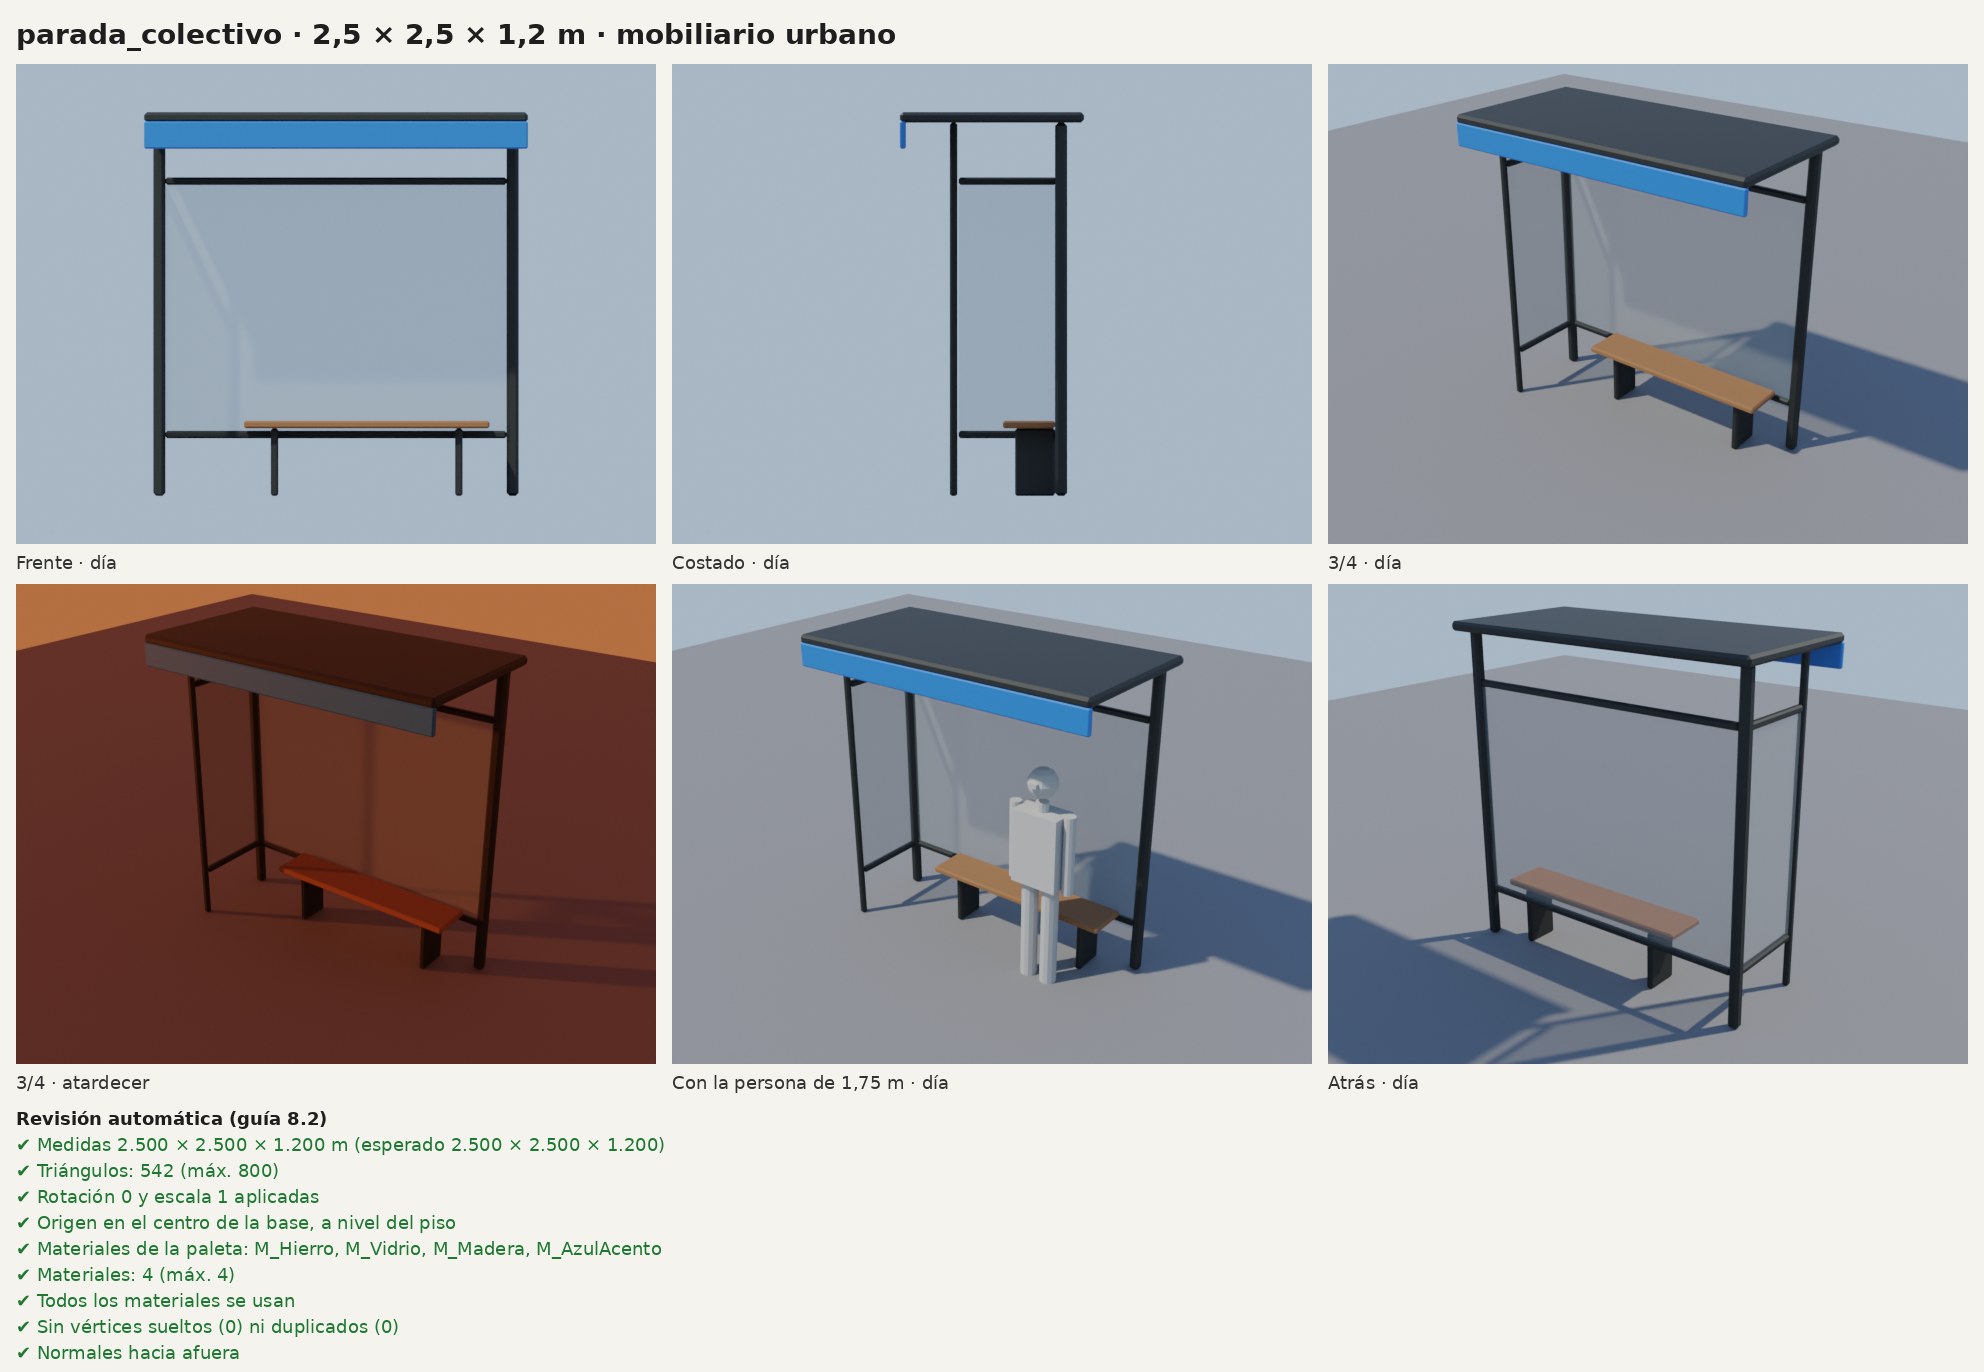 parada_colectivo · 2,5 × 2,5 × 1,2 m · mobiliario urbano
Frente · día
Costado · día
3/4 · día
3/4 · atardecer
Con la persona de 1,75 m · día
Atrás · día
Revisión automática (guía 8.2)
✔ Medidas 2.500 × 2.500 × 1.200 m (esperado 2.500 × 2.500 × 1.200)
✔ Triángulos: 542 (máx. 800)
✔ Rotación 0 y escala 1 aplicadas
✔ Origen en el centro de la base, a nivel del piso
✔ Materiales de la paleta: M_Hierro, M_Vidrio, M_Madera, M_AzulAcento
✔ Materiales: 4 (máx. 4)
✔ Todos los materiales se usan
✔ Sin vértices sueltos (0) ni duplicados (0)
✔ Normales hacia afuera